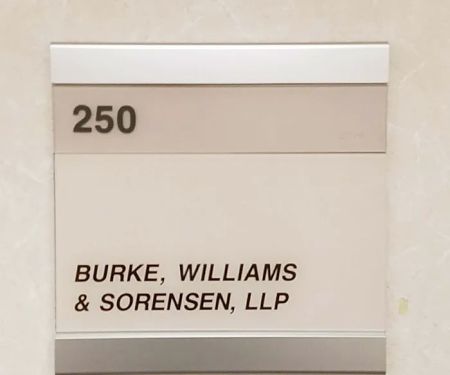 250
BURKE, WILLIAMS
& SORENSEN, LLP